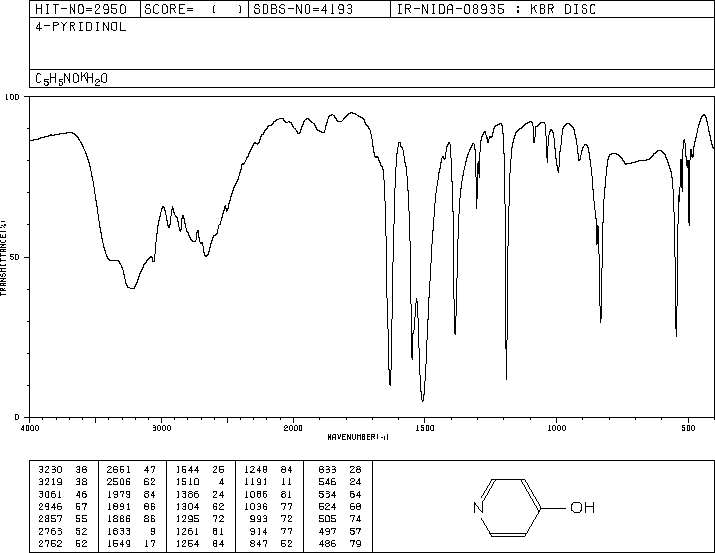 HIT-NO=2950 SCORE= ( ) SDBS-NO=4193 IR-NIDA-08935 : KBR DISC
4-PYRIDINOL
C5H5NO*H2O
100
50
0
TRANSMITTANCE(%)
4000 3000 2000 1500 1000 500
WAVENUMBER(-1)
3230 38 2661 47 1544 25 1248 84 833 28
3219 38 2506 62 1510 4 1191 11 546 24
3061 46 1979 84 1386 24 1086 81 534 64
2946 57 1891 86 1304 62 1036 77 524 68
2857 55 1886 86 1295 72 993 72 505 74
2763 52 1633 9 1261 81 914 77 497 57
2752 52 1549 17 1254 84 847 52 486 79
N
OH